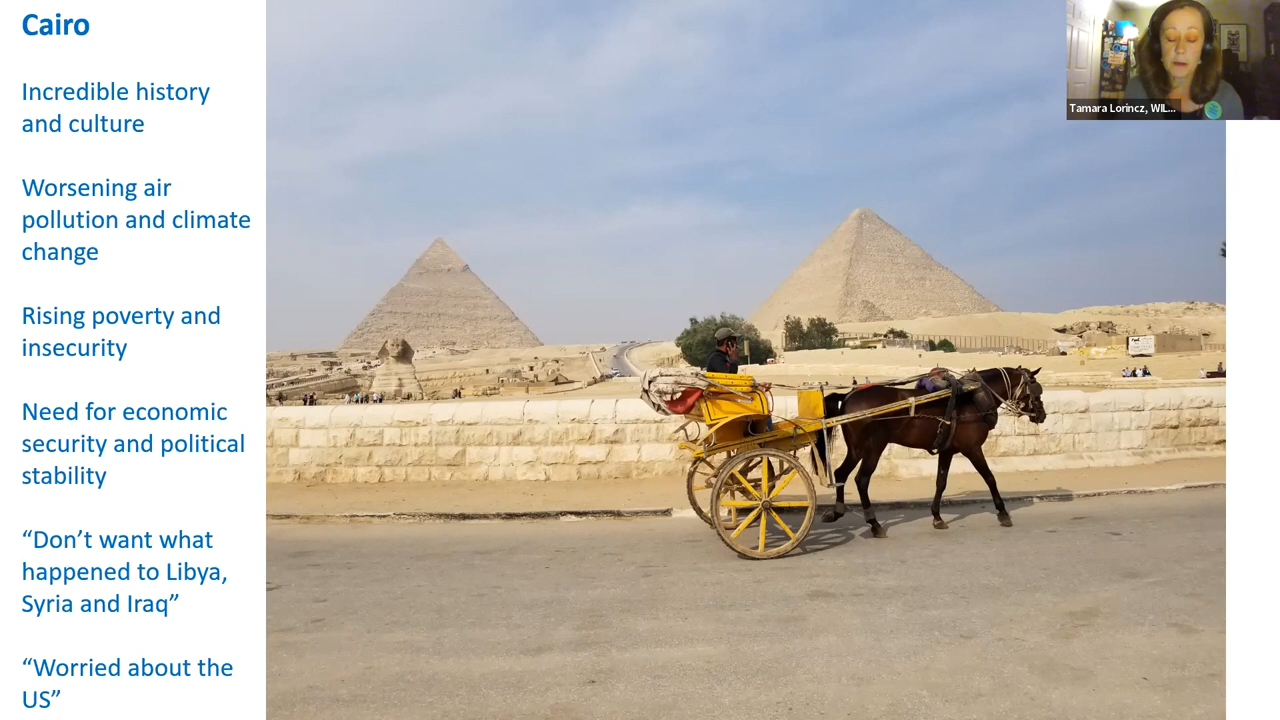 Cairo
Incredible history
and culture
Worsening air
pollution and climate
change
Rising poverty and
insecurity
Need for economic
security and political
stability
“Don’t want what
happened to Libya,
Syria and Iraq”
“Worried about the
US”
Tamara Lorincz, WIL...